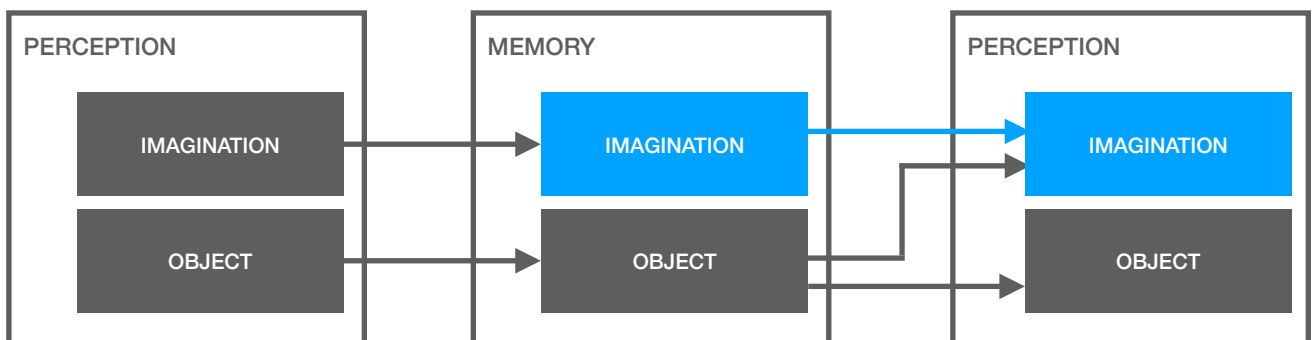 PERCEPTION
IMAGINATION
OBJECT
MEMORY
IMAGINATION
OBJECT
PERCEPTION
IMAGINATION
OBJECT